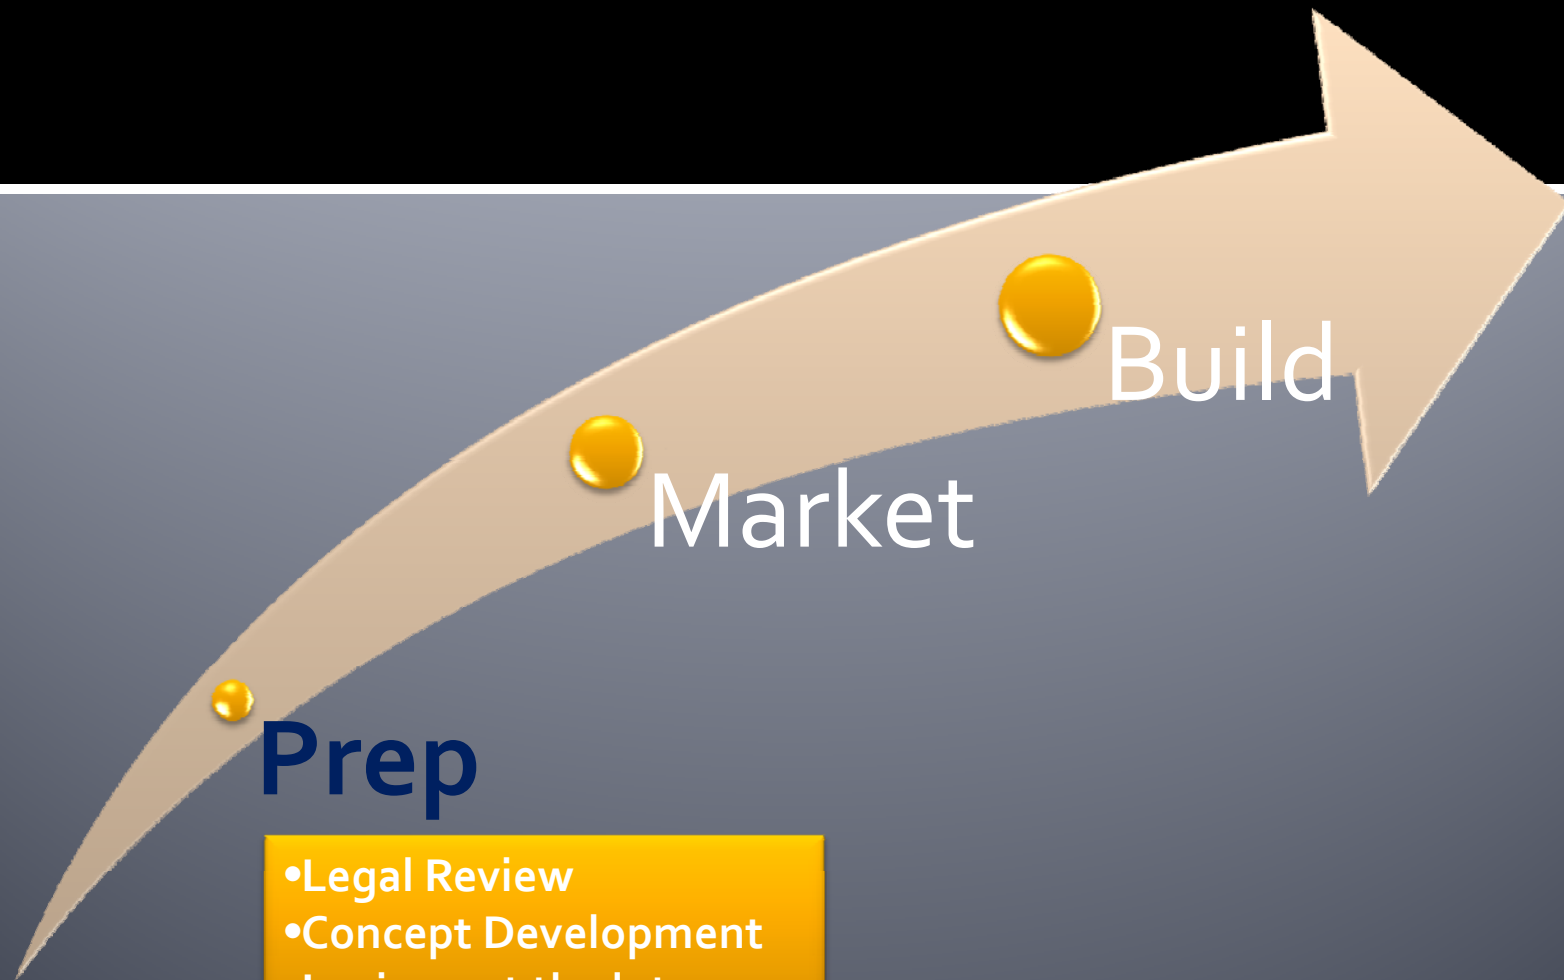 Build
Market
Prep
•Legal Review
•Concept Development